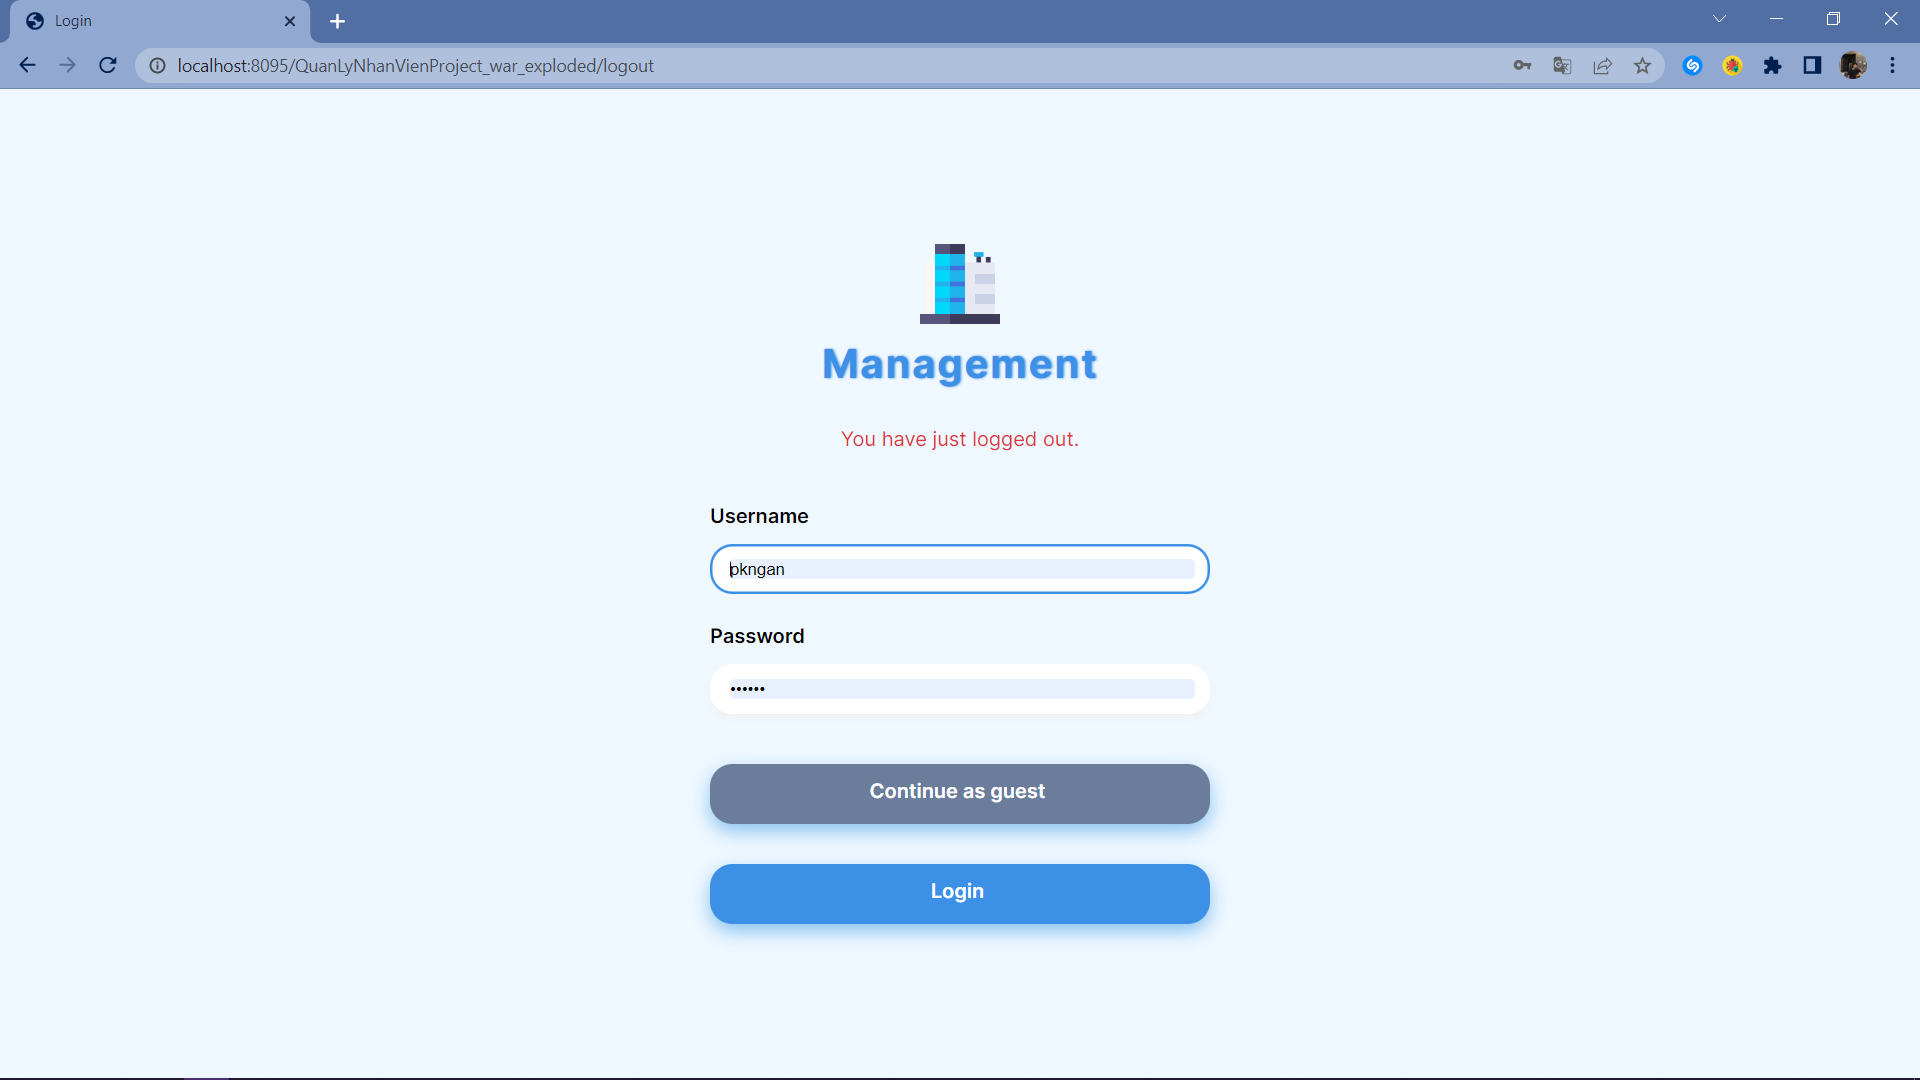 Login
localhost:8095/QuanLyNhanVienProject_war_exploded/logout
Management
You have just logged out.
Username
pkngan
Password
••••••
Continue as guest
Login